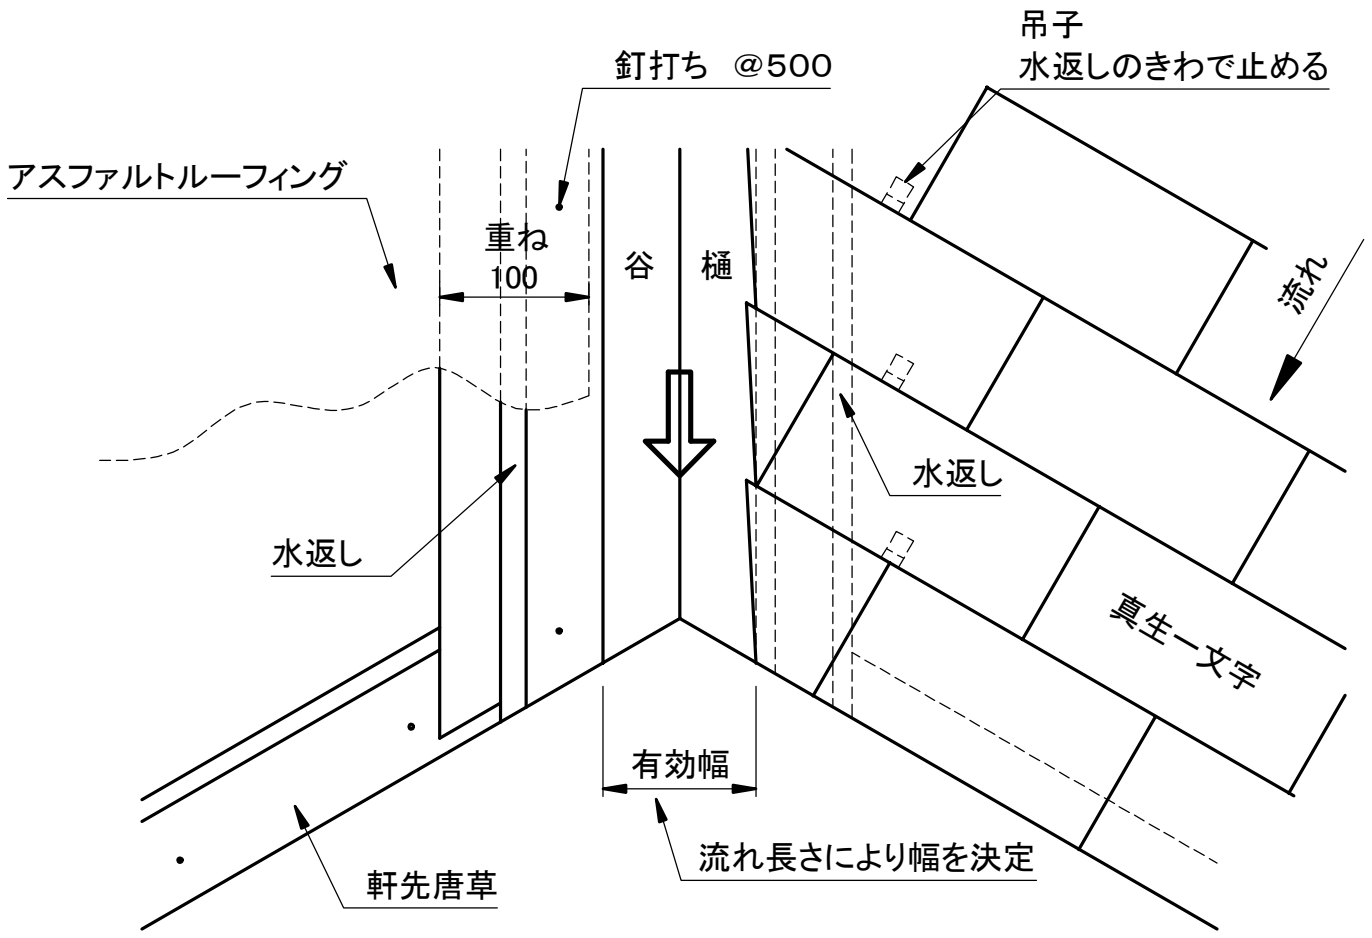 吊子
水返しのきわで止める
釘打ち @500
アスファルトルーフィング
重ね
100
谷 樋
流れ
水返し
水返し
真生一文字
有効幅
流れ長さにより幅を決定
軒先唐草